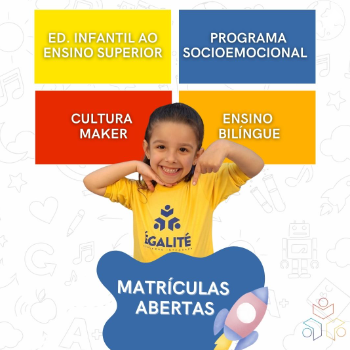 ED. INFANTIL AO
ENSINO SUPERIOR
PROGRAMA
SOCIOEMOCIONAL
CULTURA
MAKER
ENSINO
BILÍNGUE
ÉGALITÉ
MATRÍCULAS
ABERTAS